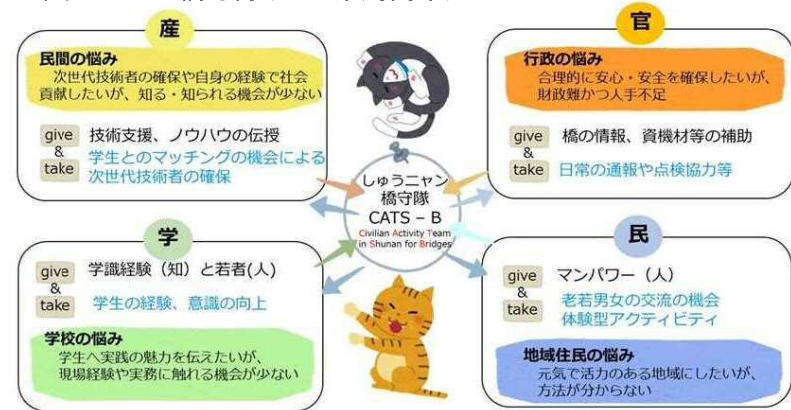 産
民間の悩み
次世代技術者の確保や自身の経験で社会
貢献したいが、知る・知られる機会が少ない
give
&
take
技術支援、ノウハウの伝授
学生とのマッチングの機会による
次世代技術者の確保
官
行政の悩み
合理的に安心・安全を確保したいが、
財政難かつ人手不足
give
&
take
橋の情報、資機材等の補助
日常の通報や点検協力等
しゅうニャン
橋守隊
CATS – B
Civilian Activity Team
in Shunan for Bridges
学
give
&
take
学識経験（知）と若者(人)
学生の経験、意識の向上
学校の悩み
学生へ実践の魅力を伝えたいが、
現場経験や実務に触れる機会が少ない
民
give
&
take
マンパワー（人）
老若男女の交流の機会
体験型アクティビティ
地域住民の悩み
元気で活力のある地域にしたいが、
方法が分からない